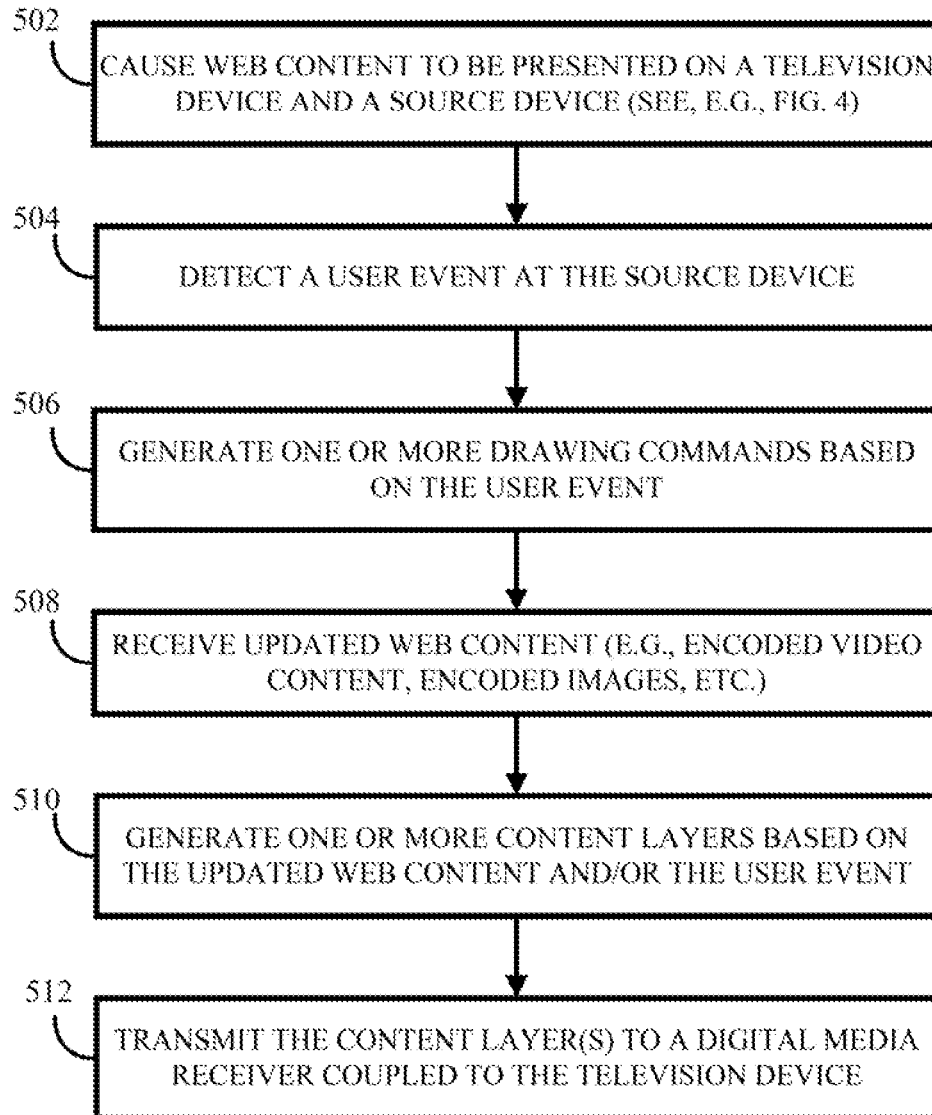 502
CAUSE WEB CONTENT TO BE PRESENTED ON A TELEVISION
DEVICE AND A SOURCE DEVICE (SEE, E.G., FIG. 4)
504
DETECT A USER EVENT AT THE SOURCE DEVICE
506
GENERATE ONE OR MORE DRAWING COMMANDS BASED
ON THE USER EVENT
508
RECEIVE UPDATED WEB CONTENT (E.G., ENCODED VIDEO
CONTENT, ENCODED IMAGES, ETC.)
510
GENERATE ONE OR MORE CONTENT LAYERS BASED ON
THE UPDATED WEB CONTENT AND/OR THE USER EVENT
512
TRANSMIT THE CONTENT LAYER(S) TO A DIGITAL MEDIA
RECEIVER COUPLED TO THE TELEVISION DEVICE